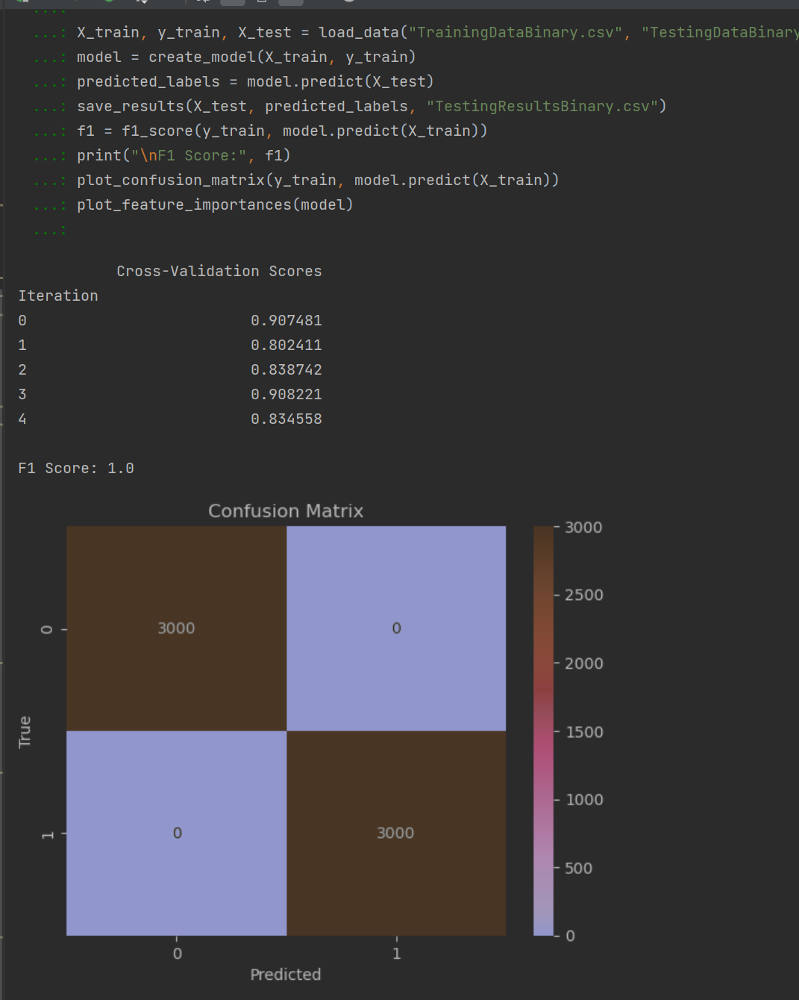 ...:
...: X_train, y_train, X_test = load_data("TrainingDataBinary.csv", "TestingDataBinary
...: model = create_model(X_train, y_train)
...: predicted_labels = model.predict(X_test)
...: save_results(X_test, predicted_labels, "TestingResultsBinary.csv")
...: f1 = f1_score(y_train, model.predict(X_train))
...: print("\nF1 Score:", f1)
...: plot_confusion_matrix(y_train, model.predict(X_train))
...: plot_feature_importances(model)
...:
Cross-Validation Scores
Iteration
0 0.907481
1 0.802411
2 0.838742
3 0.908221
4 0.834558
F1 Score: 1.0
Confusion Matrix
3000
2500
2000
1500
1000
500
0
0
3000 0
True
1
0 3000
0 1
Predicted